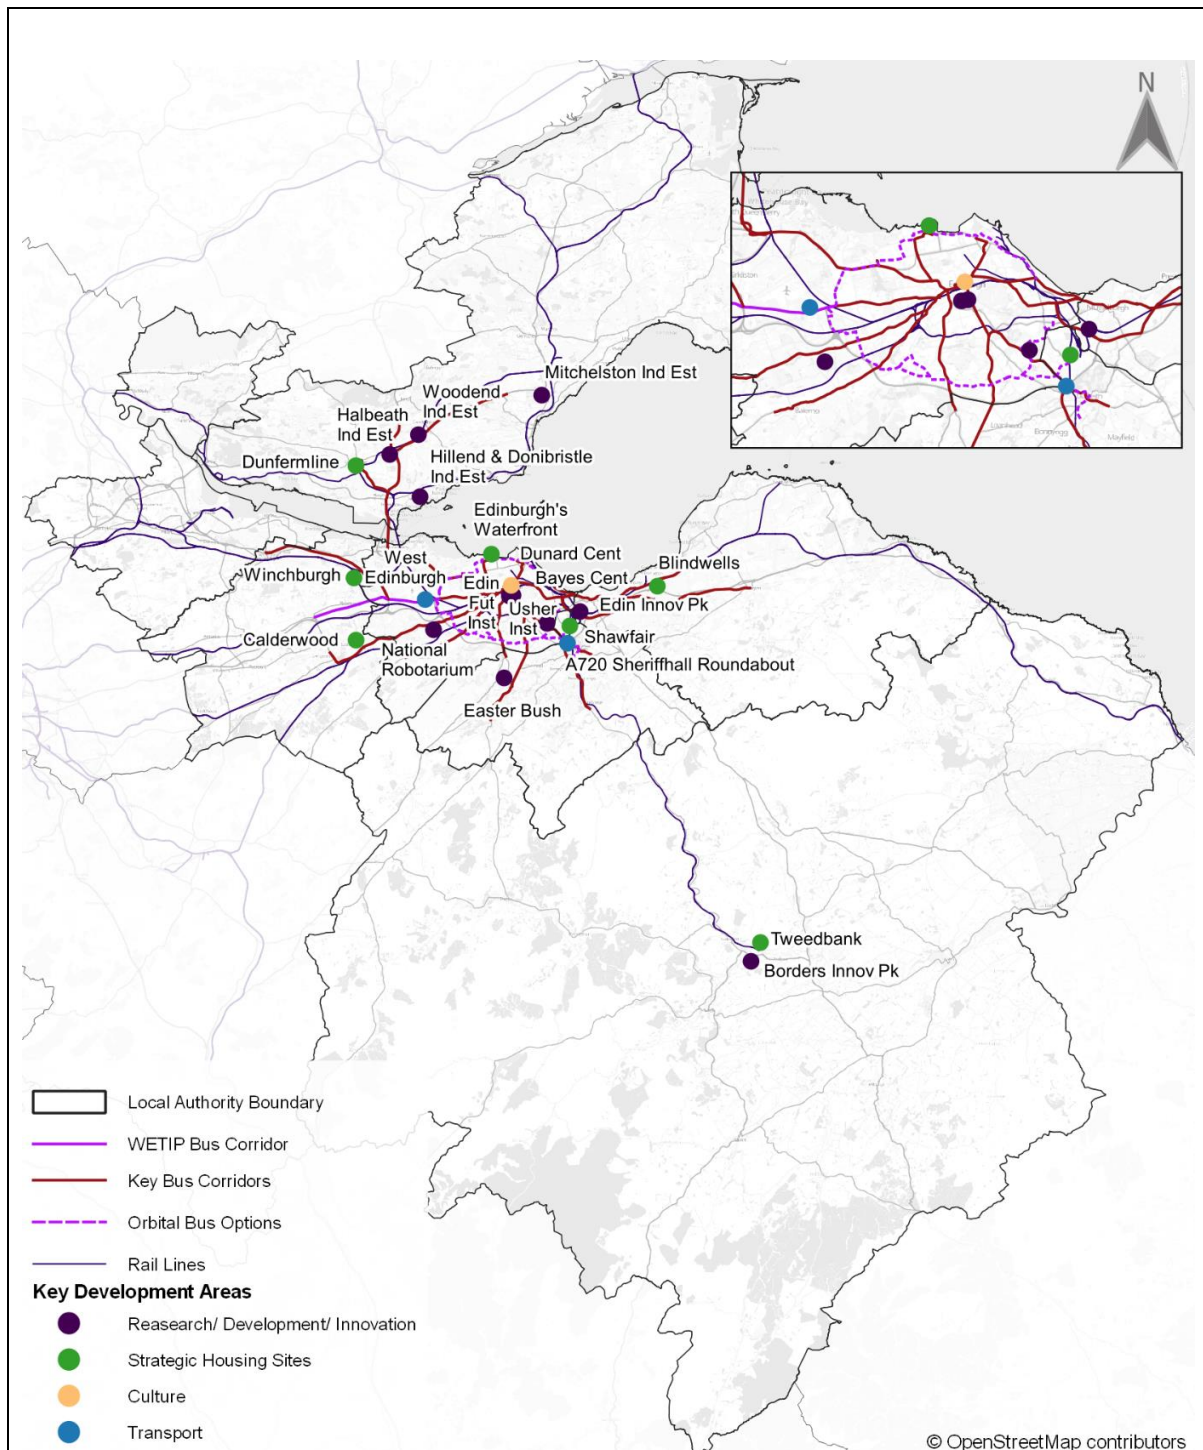 N
Mitchelston Ind Est
Woodend
Ind Est
Halbeath
Ind Est
Dunfermline
Hillend & Donibristle
Ind Est
Edinburgh's
Waterfront
West
Edinburgh
Dunard Cent
Blindwells
Winchburgh
Edin
Fut
Inst
Bayes Cent
Usher
Inst
Edin Innov Pk
Calderwood
National
Robotarium
Shawfair
A720 Sheriffhall Roundabout
Easter Bush
Tweedbank
Borders Innov Pk
Local Authority Boundary
WETIP Bus Corridor
Key Bus Corridors
Orbital Bus Options
Rail Lines
Key Development Areas
Reasearch/ Development/ Innovation
Strategic Housing Sites
Culture
Transport
© OpenStreetMap contributors